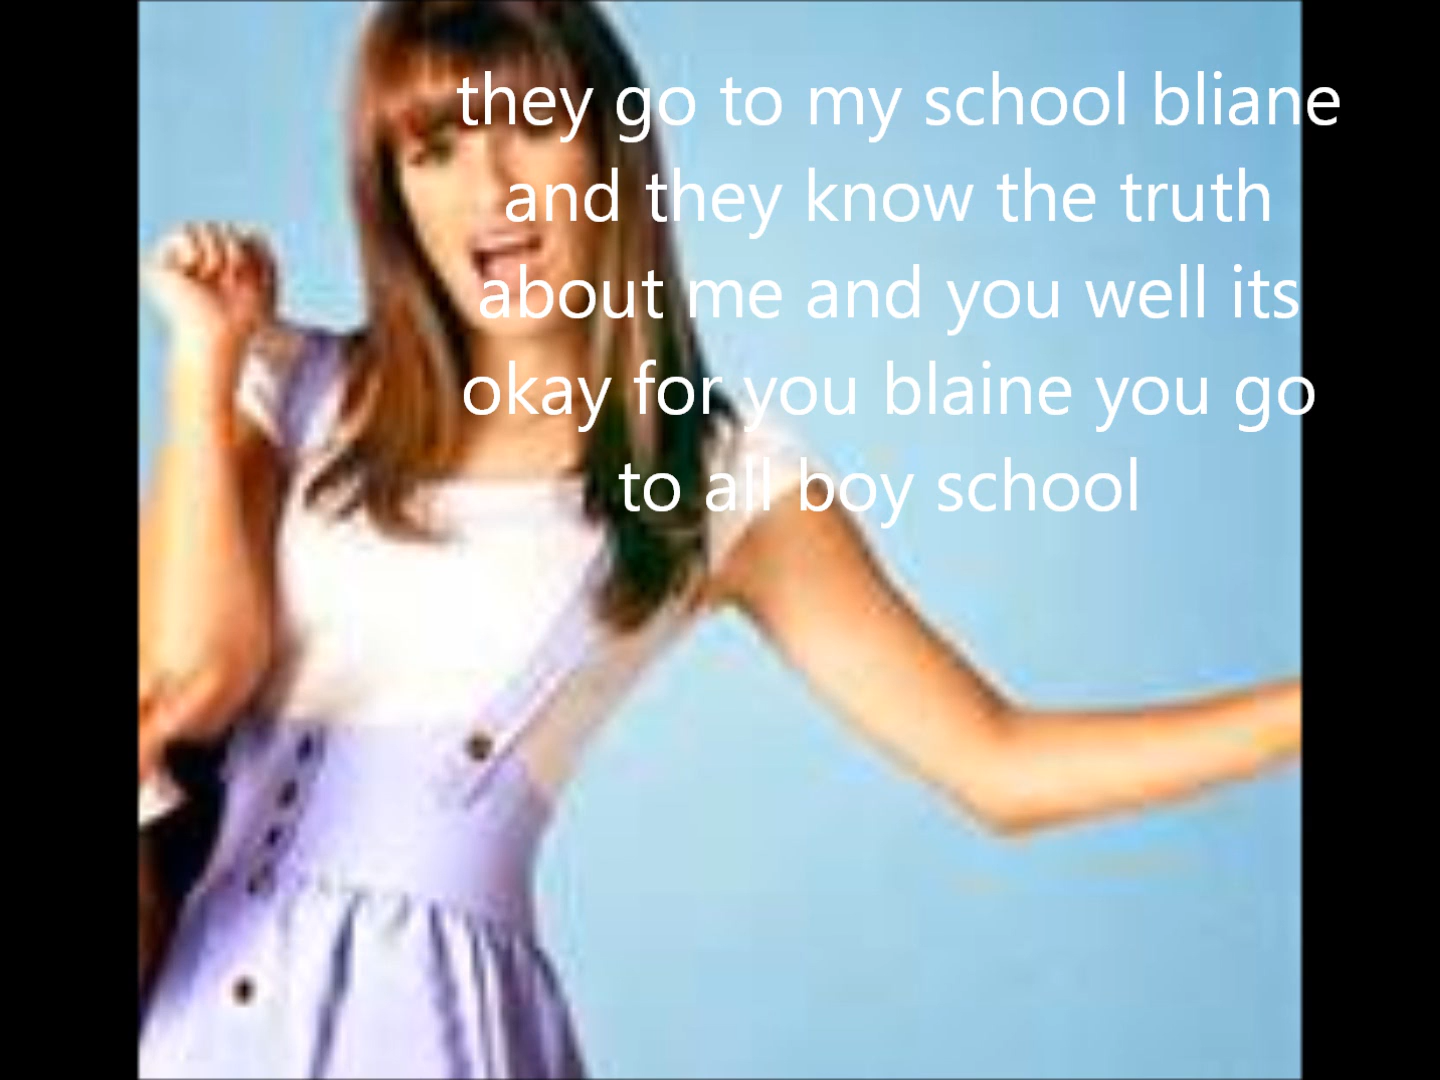 they go to my school bliane
and they know the truth
about me and you well its
okay for you blaine you go
to all boy school